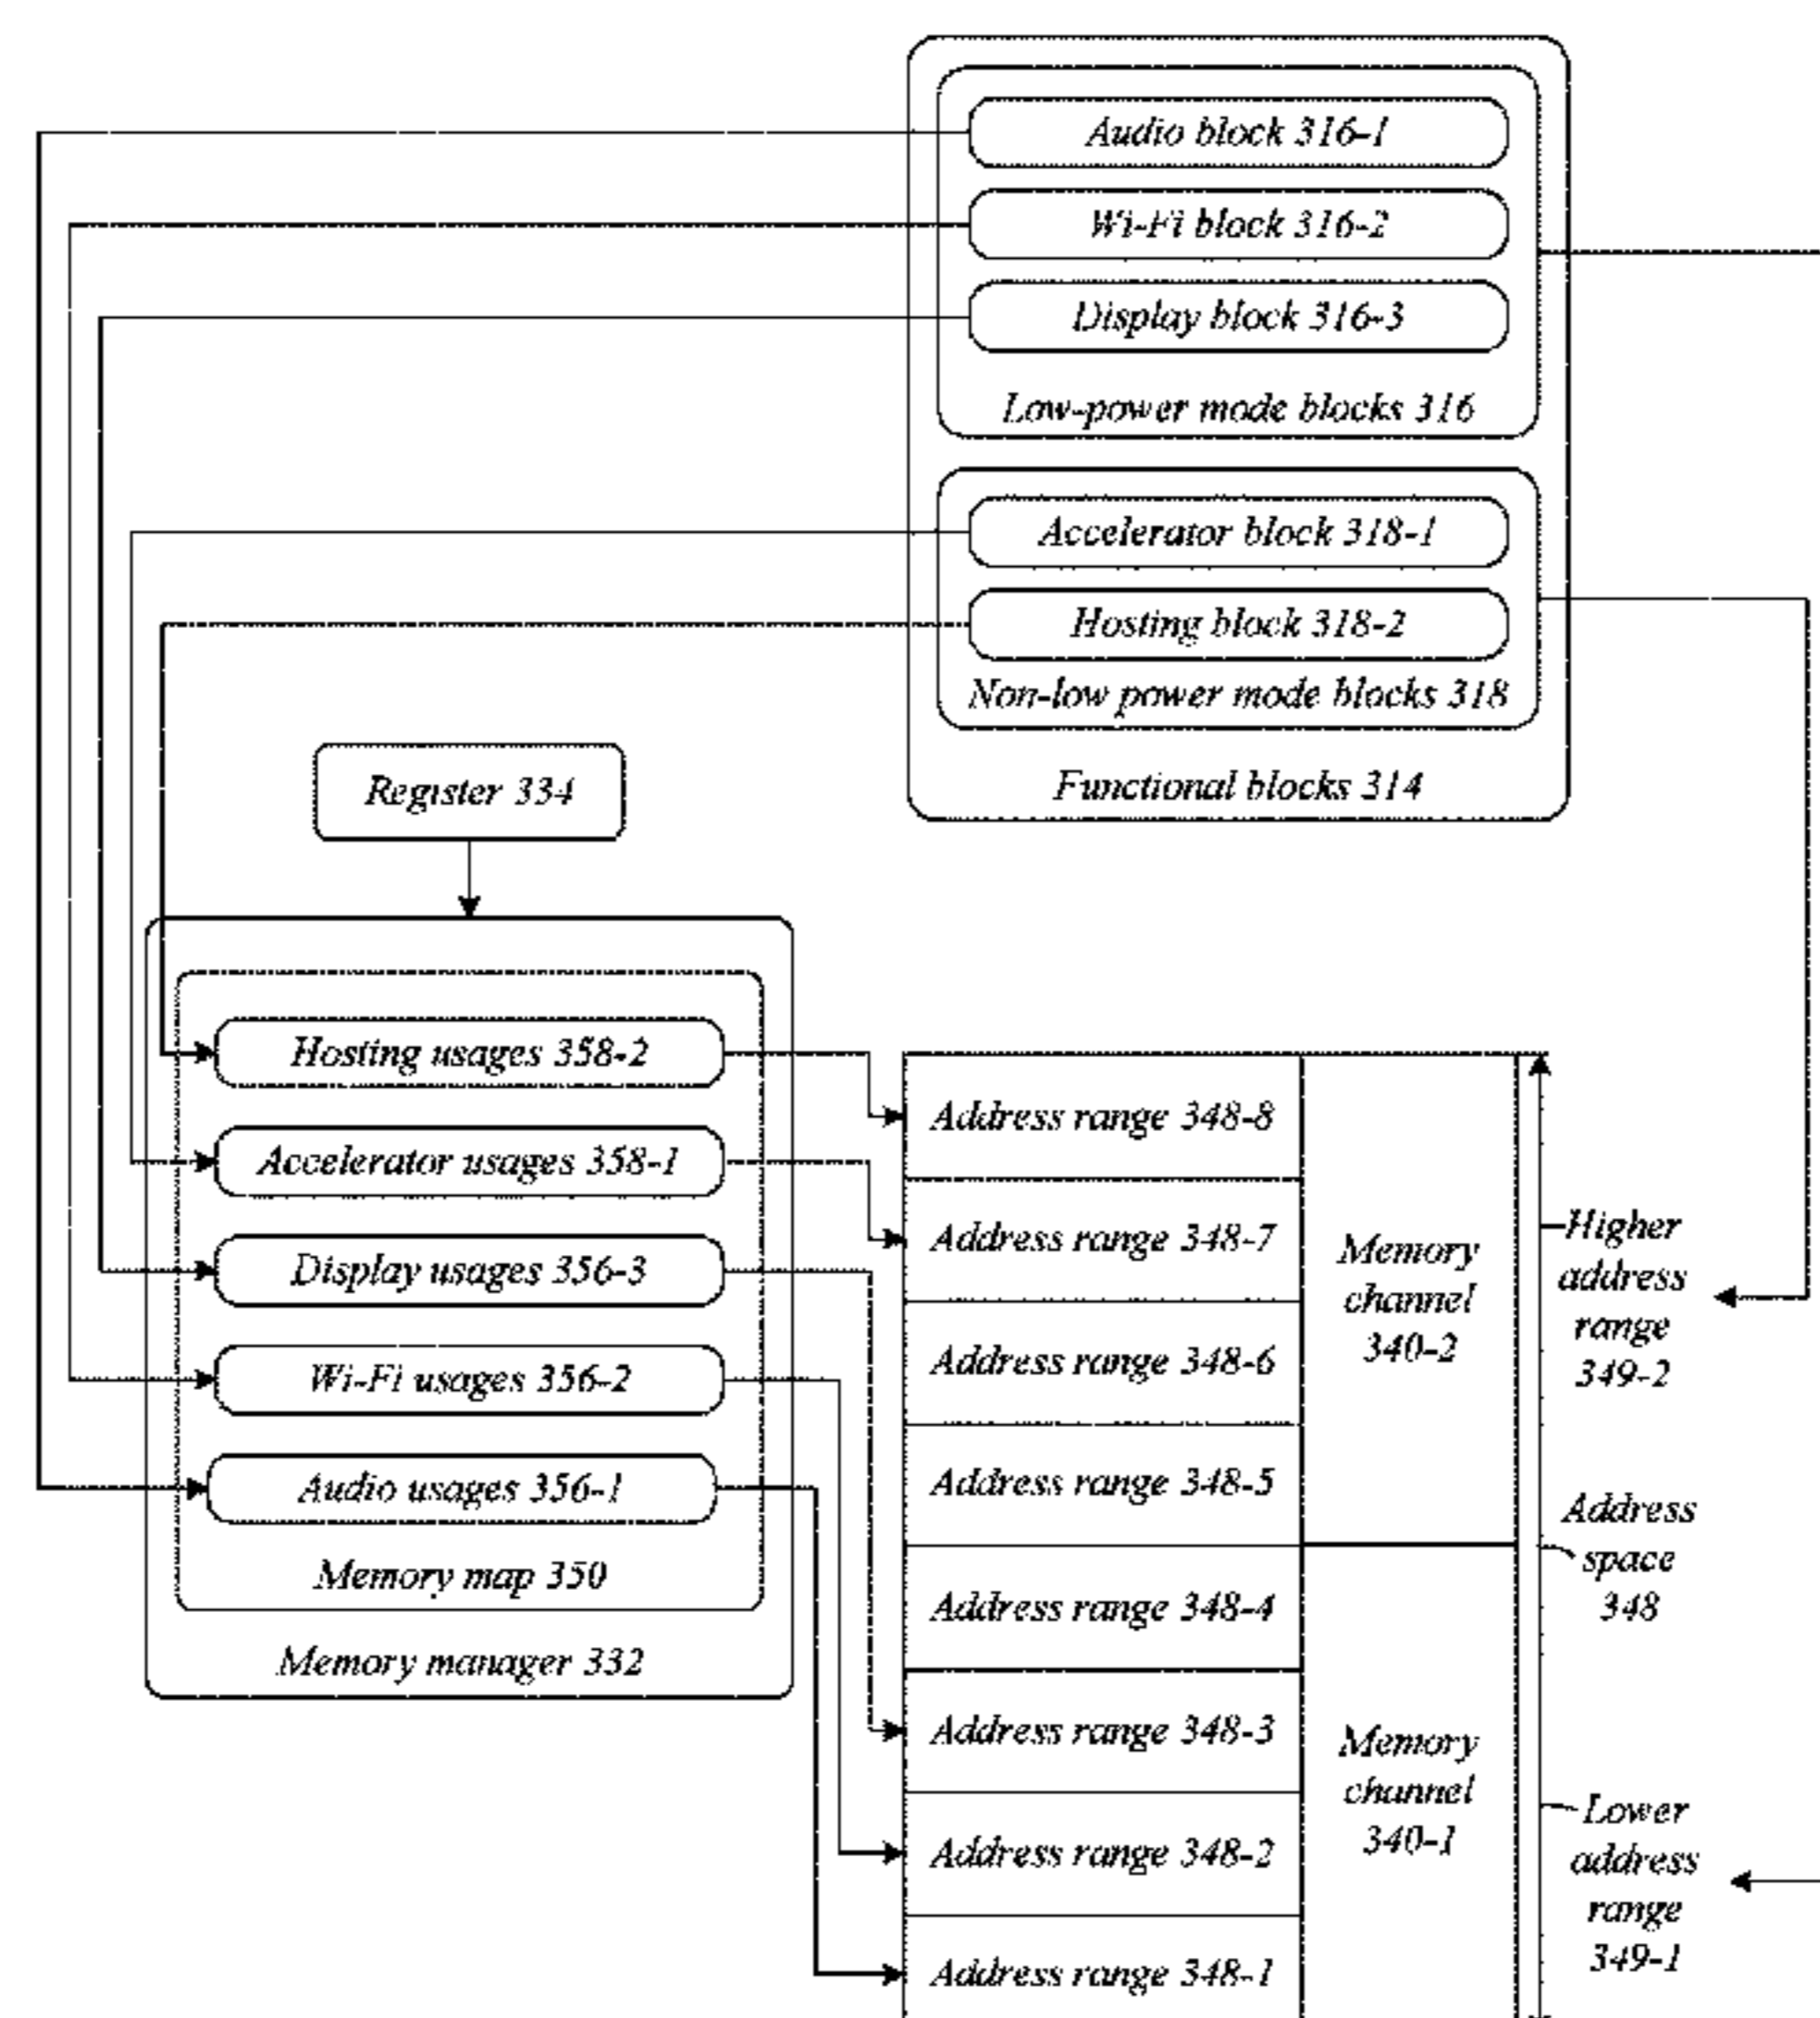 Audio block 316-1
Wi-Fi block 316-2
Display block 316-3
Low-power mode blocks 316
Accelerator block 318-1
Hosting block 318-2
Non-low power mode blocks 318
Functional blocks 314
Register 334
Hosting usages 358-2
Accelerator usages 358-1
Display usages 356-3
Wi-Fi usages 356-2
Audio usages 356-1
Memory map 350
Memory manager 332
Address range 348-8
Address range 348-7
Address range 348-6
Address range 348-5
Address range 348-4
Address range 348-3
Address range 348-2
Address range 348-1
Memory
channel
340-2
Memory
channel
340-1
Higher
address
range
349-2
Address
space
348
Lower
address
range
349-1